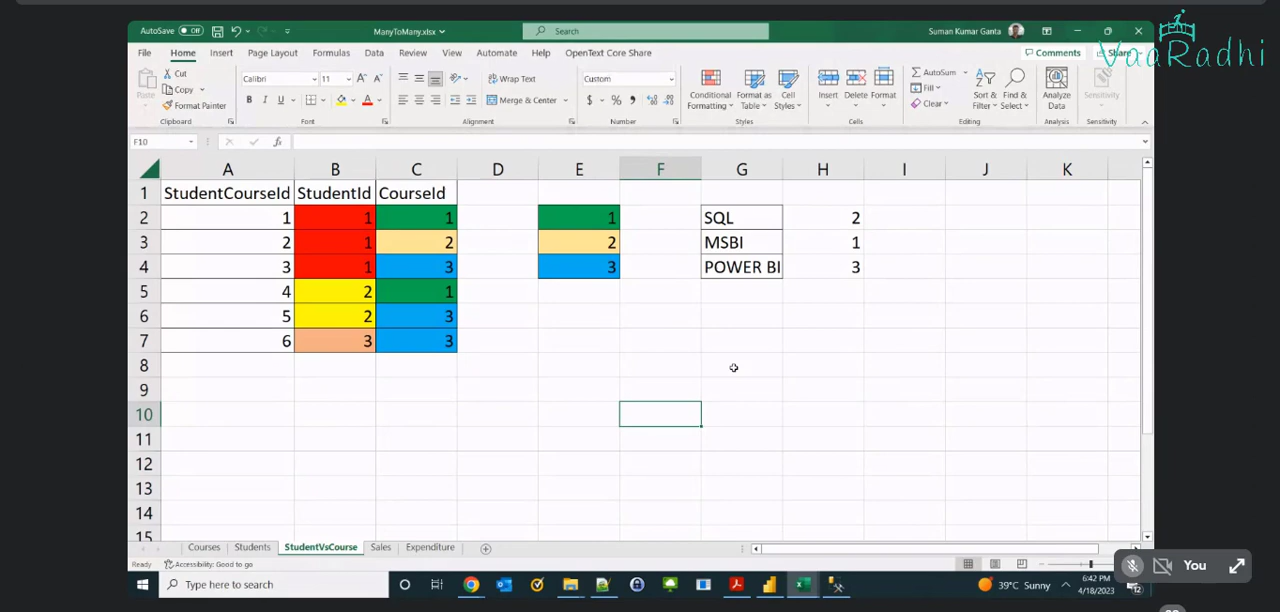 AutoSave Off
ManyToMany.xlsx
Search
Suman Kumar Ganta
VaaRadhi
File Home Insert Page Layout Formulas Data Review View Automate Help OpenText Core Share
Comments
Share
Paste
Cut
Copy
Format Painter
Clipboard
Calibri 11
B I U
Font
Wrap Text
Merge & Center
Alignment
Custom
$ % ,
Number
Conditional Formatting
Format as Table
Cell Styles
Styles
Insert Delete Format
Cells
AutoSum
Fill
Clear
Sort & Filter
Find & Select
Editing
Analyze Data
Analysis
Sensitivity
Sensitivity
F10 fx
A B C D E F G H I J K
1 StudentCourseId StudentId CourseId
2 1 1 1 1 SQL 2
3 2 1 2 2 MSBI 1
4 3 1 3 3 POWER BI 3
5 4 2 1
6 5 2 3
7 6 3 3
8
9
10
11
12
13
14
15
Courses Students StudentVsCourse Sales Expenditure
Ready Accessibility: Good to go
You
Type here to search
39°C Sunny
6:42 PM
4/18/2023
12